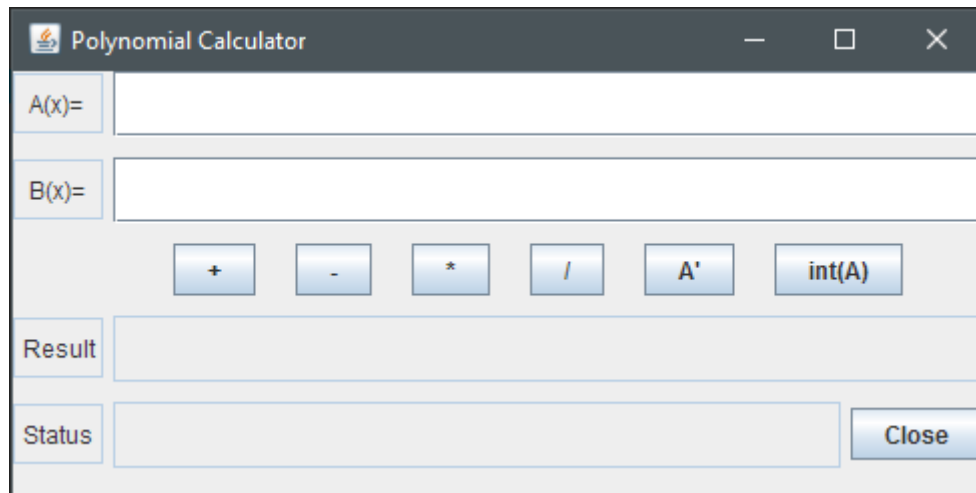 Polynomial Calculator
A(x)=
B(x)=
+ - * / A' int(A)
Result
Status Close